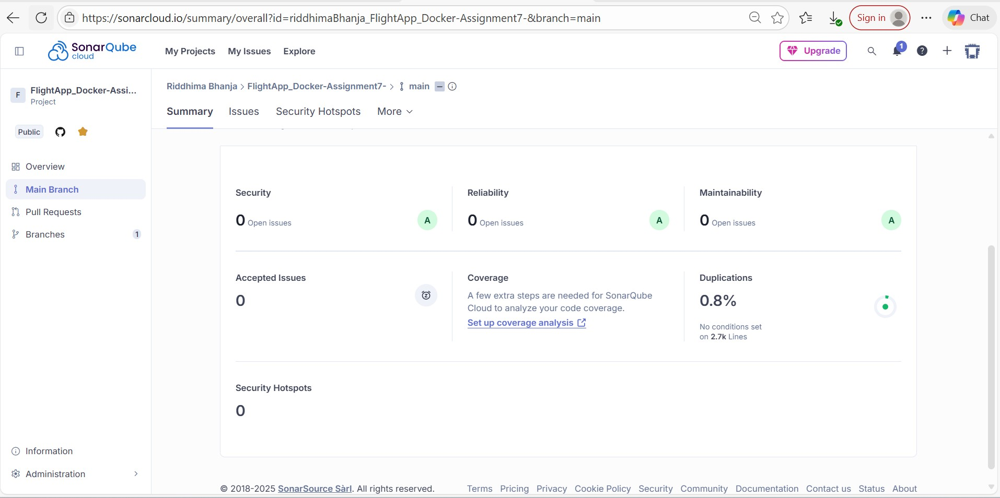 https://sonarcloud.io/summary/overall?id=riddhimaBhanja_FlightApp_Docker-Assignment7-&branch=main
Sign in
Chat
SonarQube cloud
My Projects
My Issues
Explore
Upgrade
1
?
F
FlightApp_Docker-Assi...
Project
Public
Overview
Main Branch
Pull Requests
Branches
1
Information
Administration
Riddhima Bhanja > FlightApp_Docker-Assignment7- > main
Summary
Issues
Security Hotspots
More
Security
0 Open issues
A
Reliability
0 Open issues
A
Maintainability
0 Open issues
A
Accepted Issues
0
Coverage
A few extra steps are needed for SonarQube
Cloud to analyze your code coverage.
Set up coverage analysis
Duplications
0.8%
No conditions set
on 2.7k Lines
Security Hotspots
0
© 2018-2025 SonarSource Sàrl. All rights reserved.
Terms Pricing Privacy Cookie Policy Security Community Documentation Contact us Status About